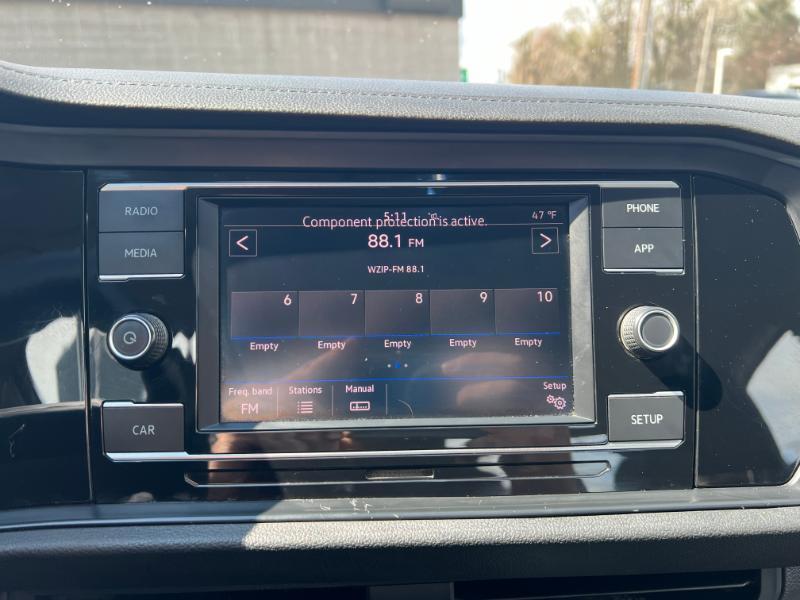 RADIO
MEDIA
CAR
5:11
47 °F
Component protection is active.
88.1 FM
WZIP-FM 88.1
6 7 8 9 10
Empty Empty Empty Empty Empty
Freq. band Stations Manual Setup
FM
PHONE
APP
SETUP